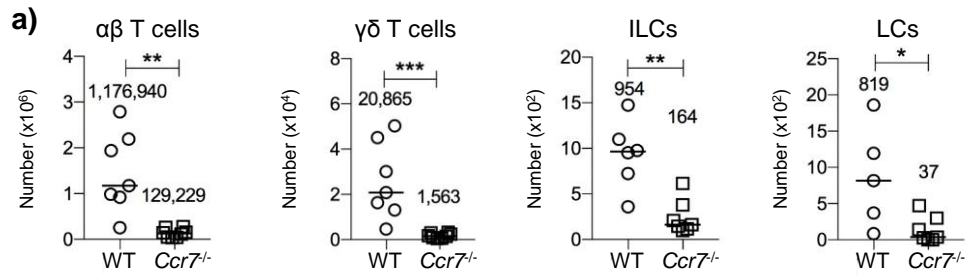 a)
αβ T cells
Number (x10⁶)
4
3
2
1
0
**
1,176,940
129,229
WT Ccr7-/-
γδ T cells
Number (x10⁴)
8
6
4
2
0
***
20,865
1,563
WT Ccr7-/-
ILCs
Number (x10²)
20
15
10
5
0
**
954
164
WT Ccr7-/-
LCs
Number (x10²)
25
20
15
10
5
0
*
819
37
WT Ccr7-/-